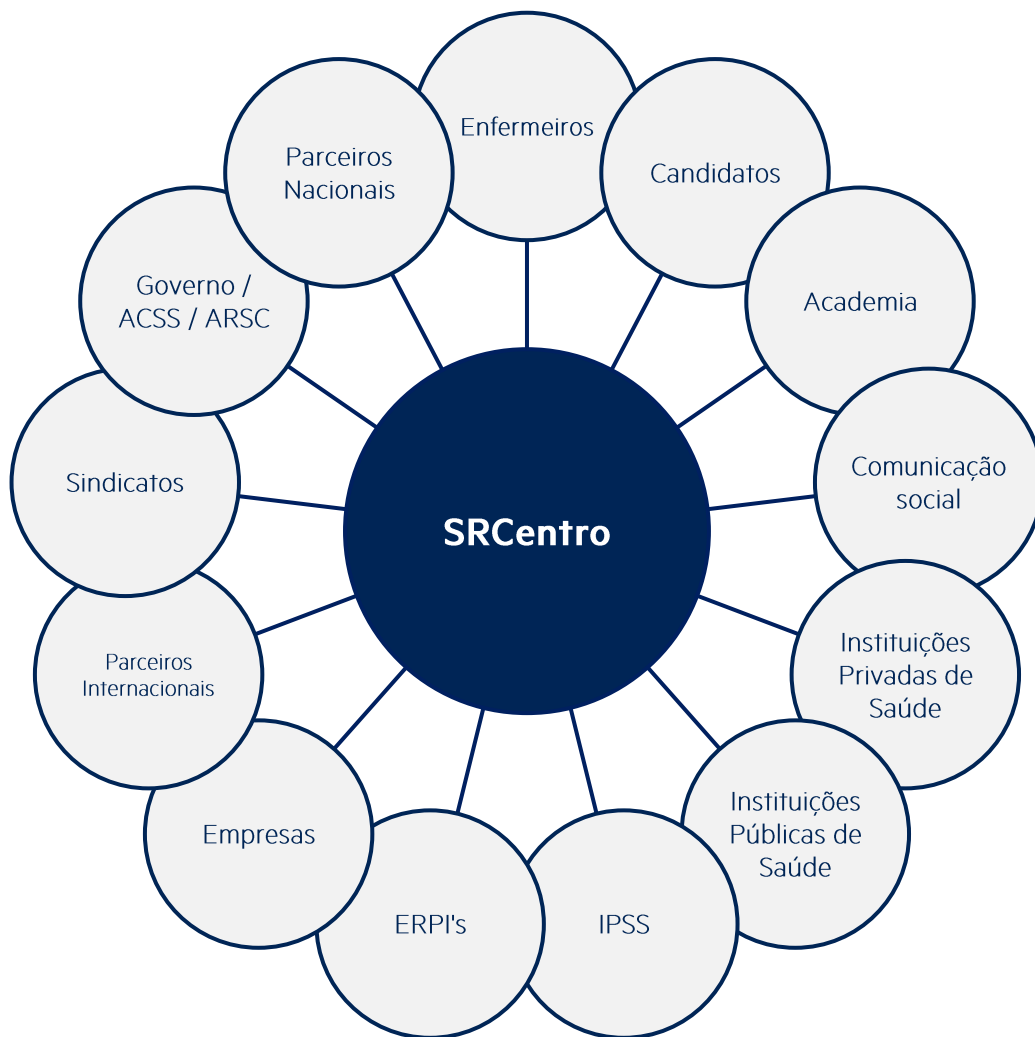 Enfermeiros
Candidatos
Academia
Comunicação
social
Instituições
Privadas de
Saúde
Instituições
Públicas de
Saúde
IPSS
ERPI's
Empresas
Parceiros
Internacionais
Sindicatos
Governo /
ACSS / ARSC
Parceiros
Nacionais
SRCentro